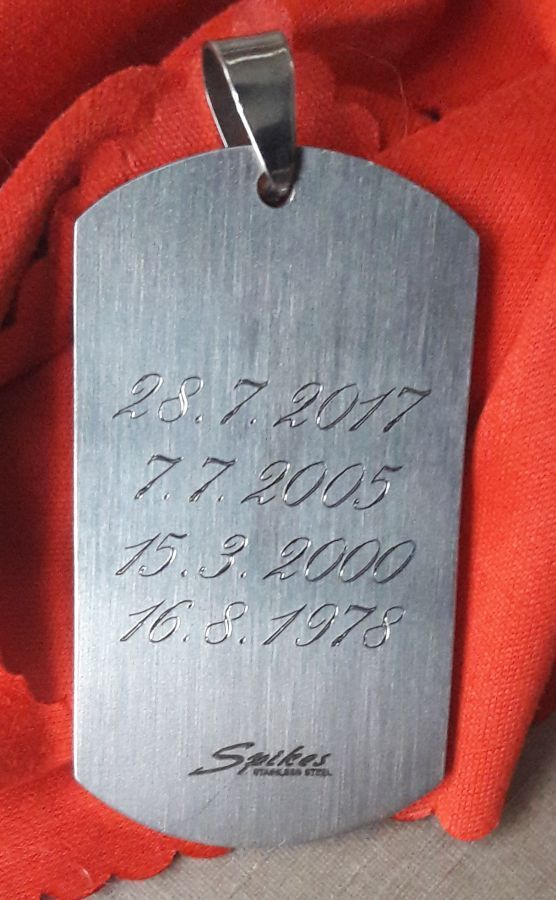 28.7.2017
7.7.2005
15.3.2000
16.8.1978
Spikes
STAINLESS STEEL